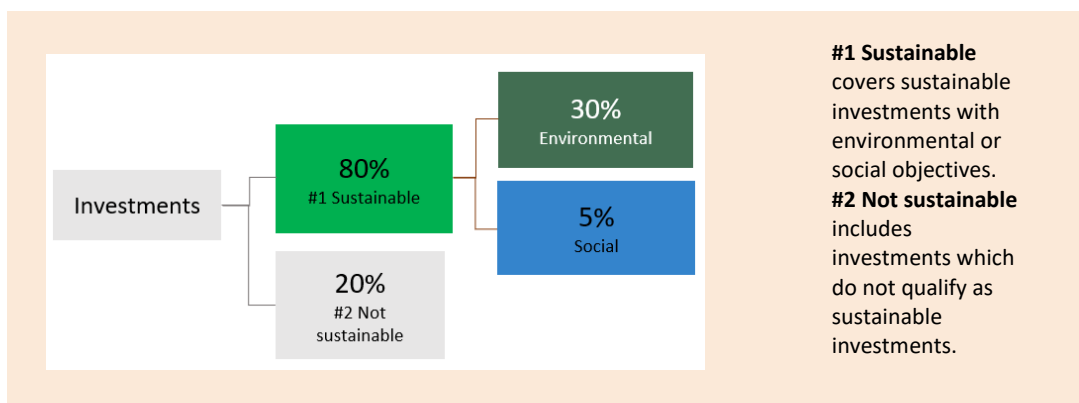 Investments
80%
#1 Sustainable
20%
#2 Not
sustainable
30%
Environmental
5%
Social
#1 Sustainable
covers sustainable
investments with
environmental or
social objectives.
#2 Not sustainable
includes
investments which
do not qualify as
sustainable
investments.